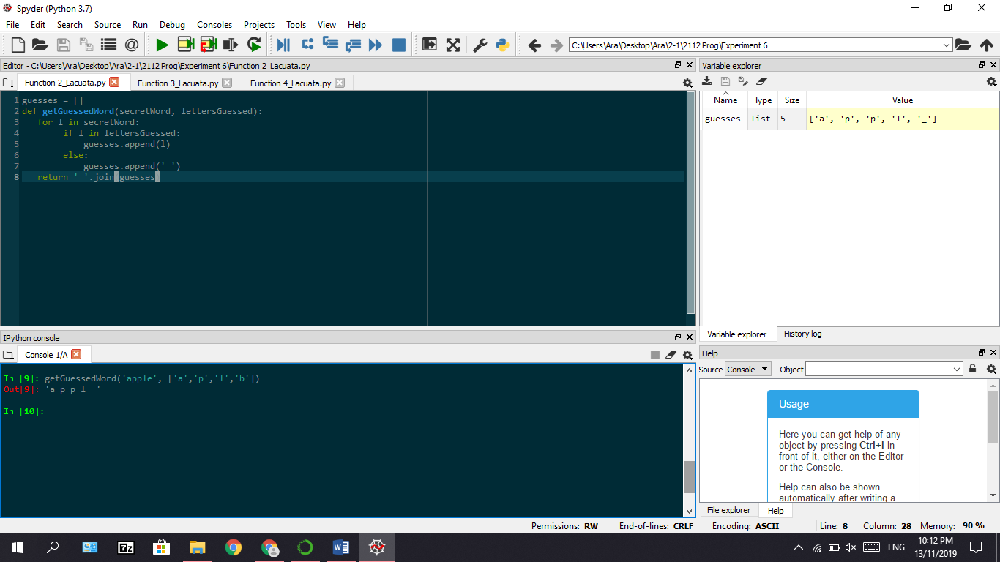 Spyder (Python 3.7)
File Edit Search Source Run Debug Consoles Projects Tools View Help
C:\Users\Ara\Desktop\Ara\2-1\2112 Prog\Experiment 6
Editor - C:\Users\Ara\Desktop\Ara\2-1\2112 Prog\Experiment 6\Function 2_Lacuata.py
Function 2_Lacuata.py Function 3_Lacuata.py Function 4_Lacuata.py
1 guesses = []
2 def getGuessedWord(secretWord, lettersGuessed):
3 for l in secretWord:
4 if l in lettersGuessed:
5 guesses.append(l)
6 else:
7 guesses.append('_')
8 return ' '.join(guesses)
Variable explorer
Name Type Size Value
guesses list 5 ['a', 'p', 'p', 'l', '_']
Variable explorer History log
IPython console
Console 1/A
In [9]: getGuessedWord('apple', ['a','p','l','b'])
Out[9]: 'a p p l _'
In [10]:
Help
Source Console Object
Usage
Here you can get help of any
object by pressing Ctrl+I in
front of it, either on the Editor
or the Console.
Help can also be shown
automatically after writing a
File explorer Help
Permissions: RW End-of-lines: CRLF Encoding: ASCII Line: 8 Column: 28 Memory: 90 %
7z
W
ENG
10:12 PM
13/11/2019